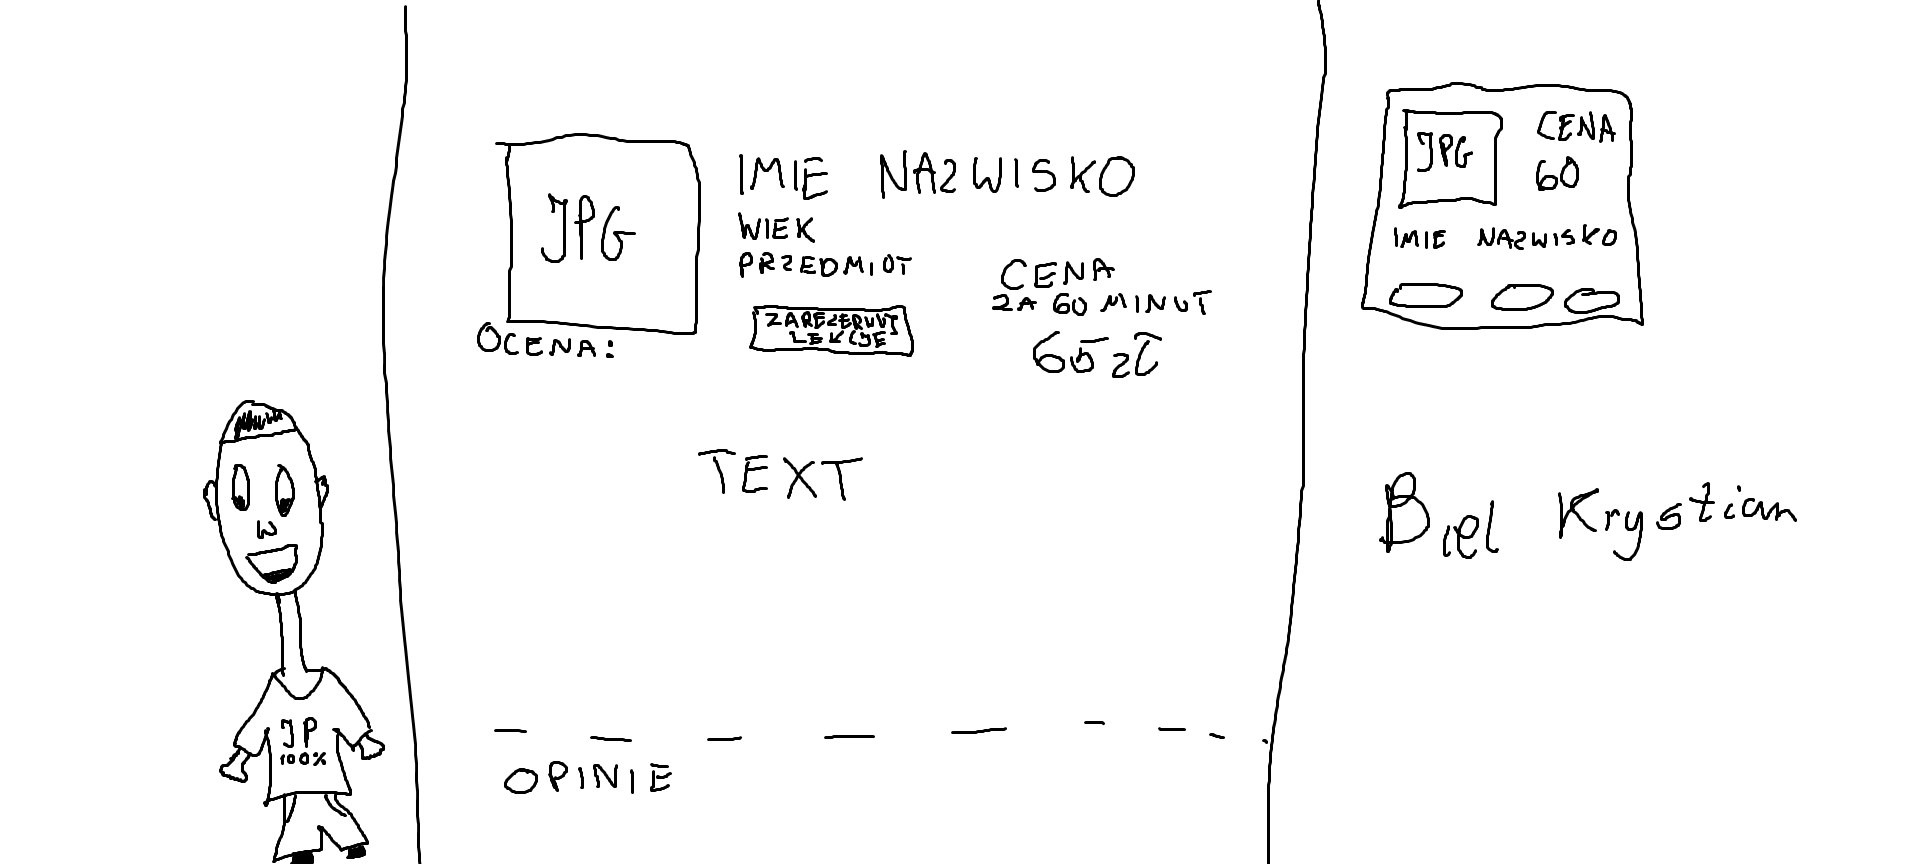 JPG
IMIE NAZWISKO
WIEK
PRZEDMIOT
ZAREZERWUJ
LEKCJE
CENA
ZA 60 MINUT
65 zł
OCENA:
TEXT
OPINIE
JP
100%
JPG
CENA
60
IMIE NAZWISKO
Biel Krystian